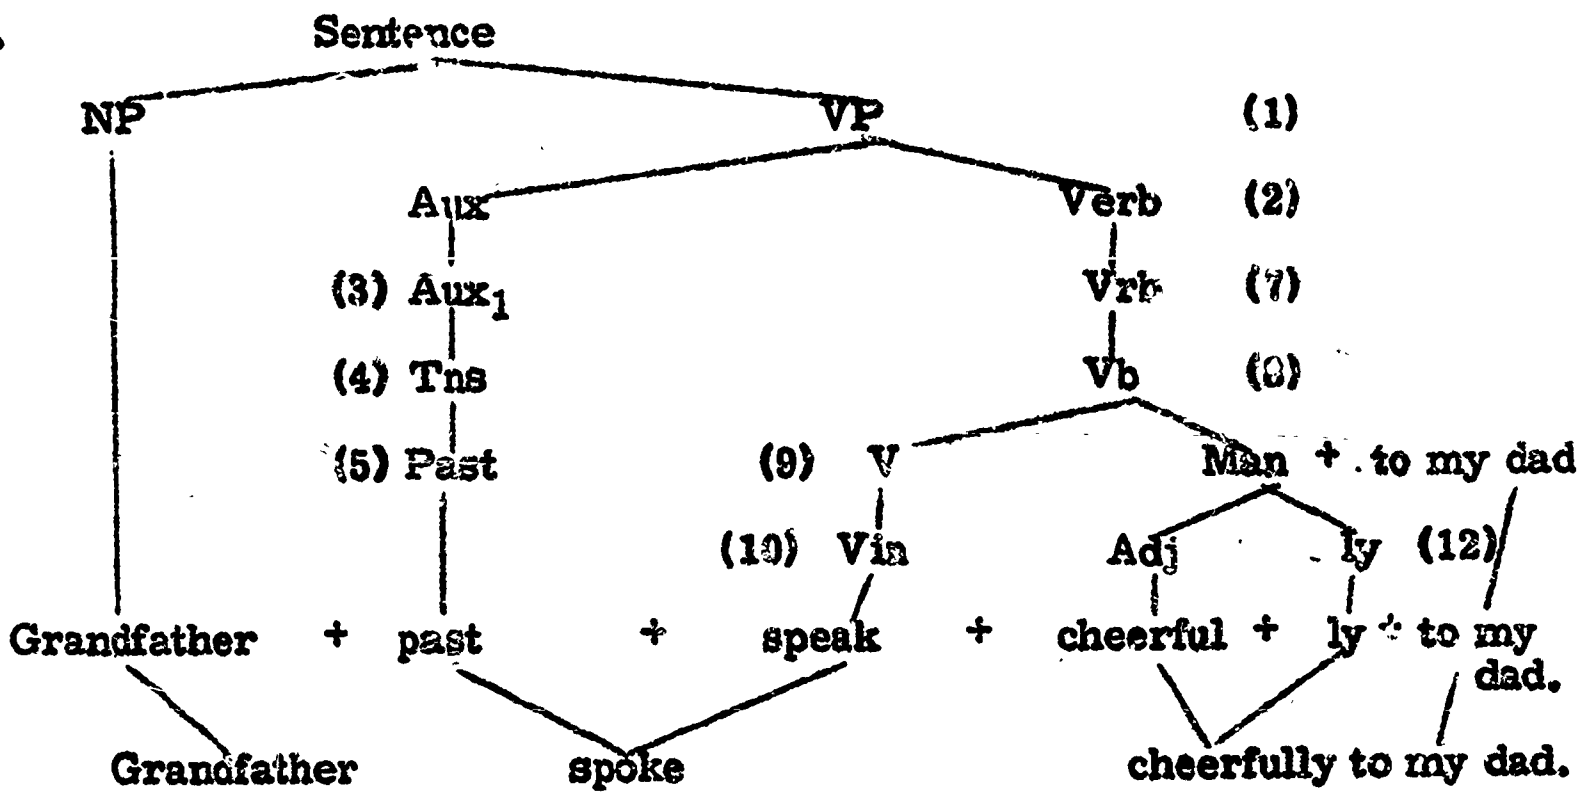 Sentence
NP VP (1)
Aux Verb (2)
(3) Aux1 Vrb (7)
(4) Tns Vb (8)
(5) Past (9) V Man + to my dad
(10) Vin Adj ly (12)
Grandfather + past + speak + cheerful + ly + to my
dad.
Grandfather spoke cheerfully to my dad.